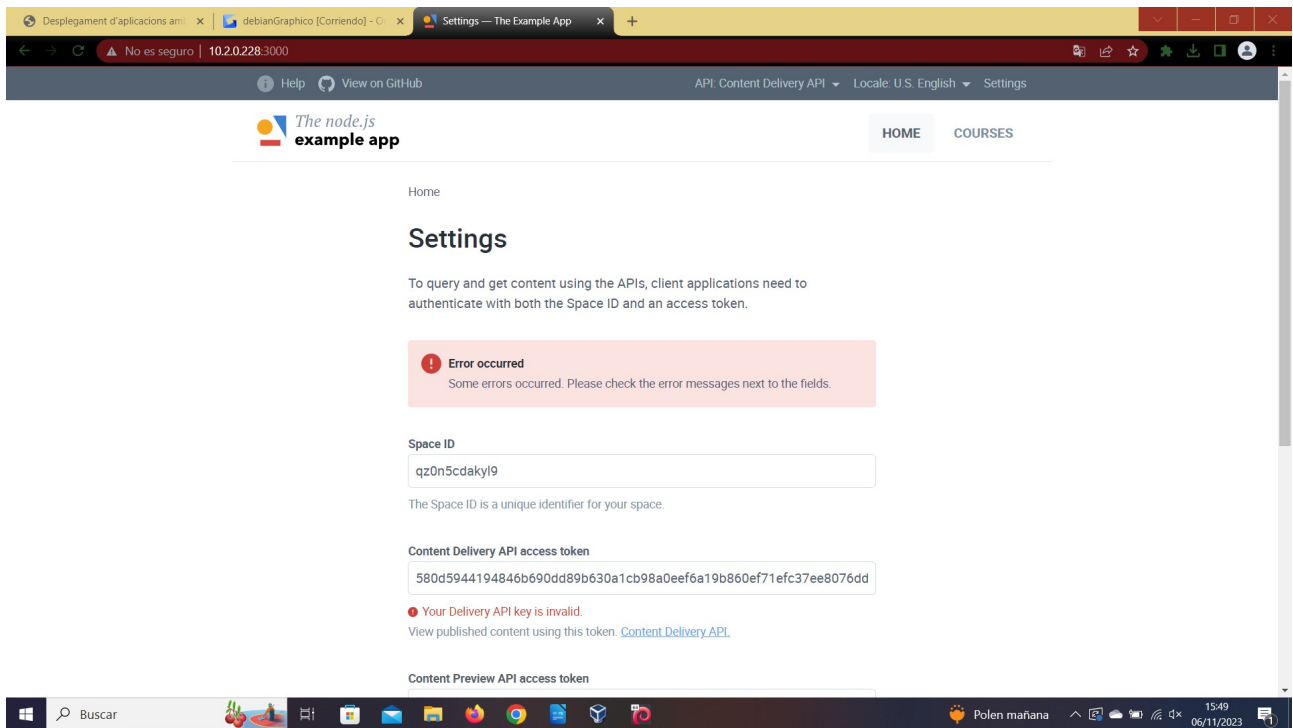 Desplegament d'aplicacions ami
debianGraphico [Corriendo] - O
Settings — The Example App
No es seguro
10.2.0.228:3000
Help
View on GitHub
API: Content Delivery API
Locale: U.S. English
Settings
The node.js
example app
HOME
COURSES
Home
Settings
To query and get content using the APIs, client applications need to
authenticate with both the Space ID and an access token.
Error occurred
Some errors occurred. Please check the error messages next to the fields.
Space ID
qz0n5cdakyl9
The Space ID is a unique identifier for your space.
Content Delivery API access token
580d5944194846b690dd89b630a1cb98a0eef6a19b860ef71efc37ee8076dd
Your Delivery API key is invalid.
View published content using this token. Content Delivery API.
Content Preview API access token
Buscar
Polen mañana
15:49
06/11/2023
1